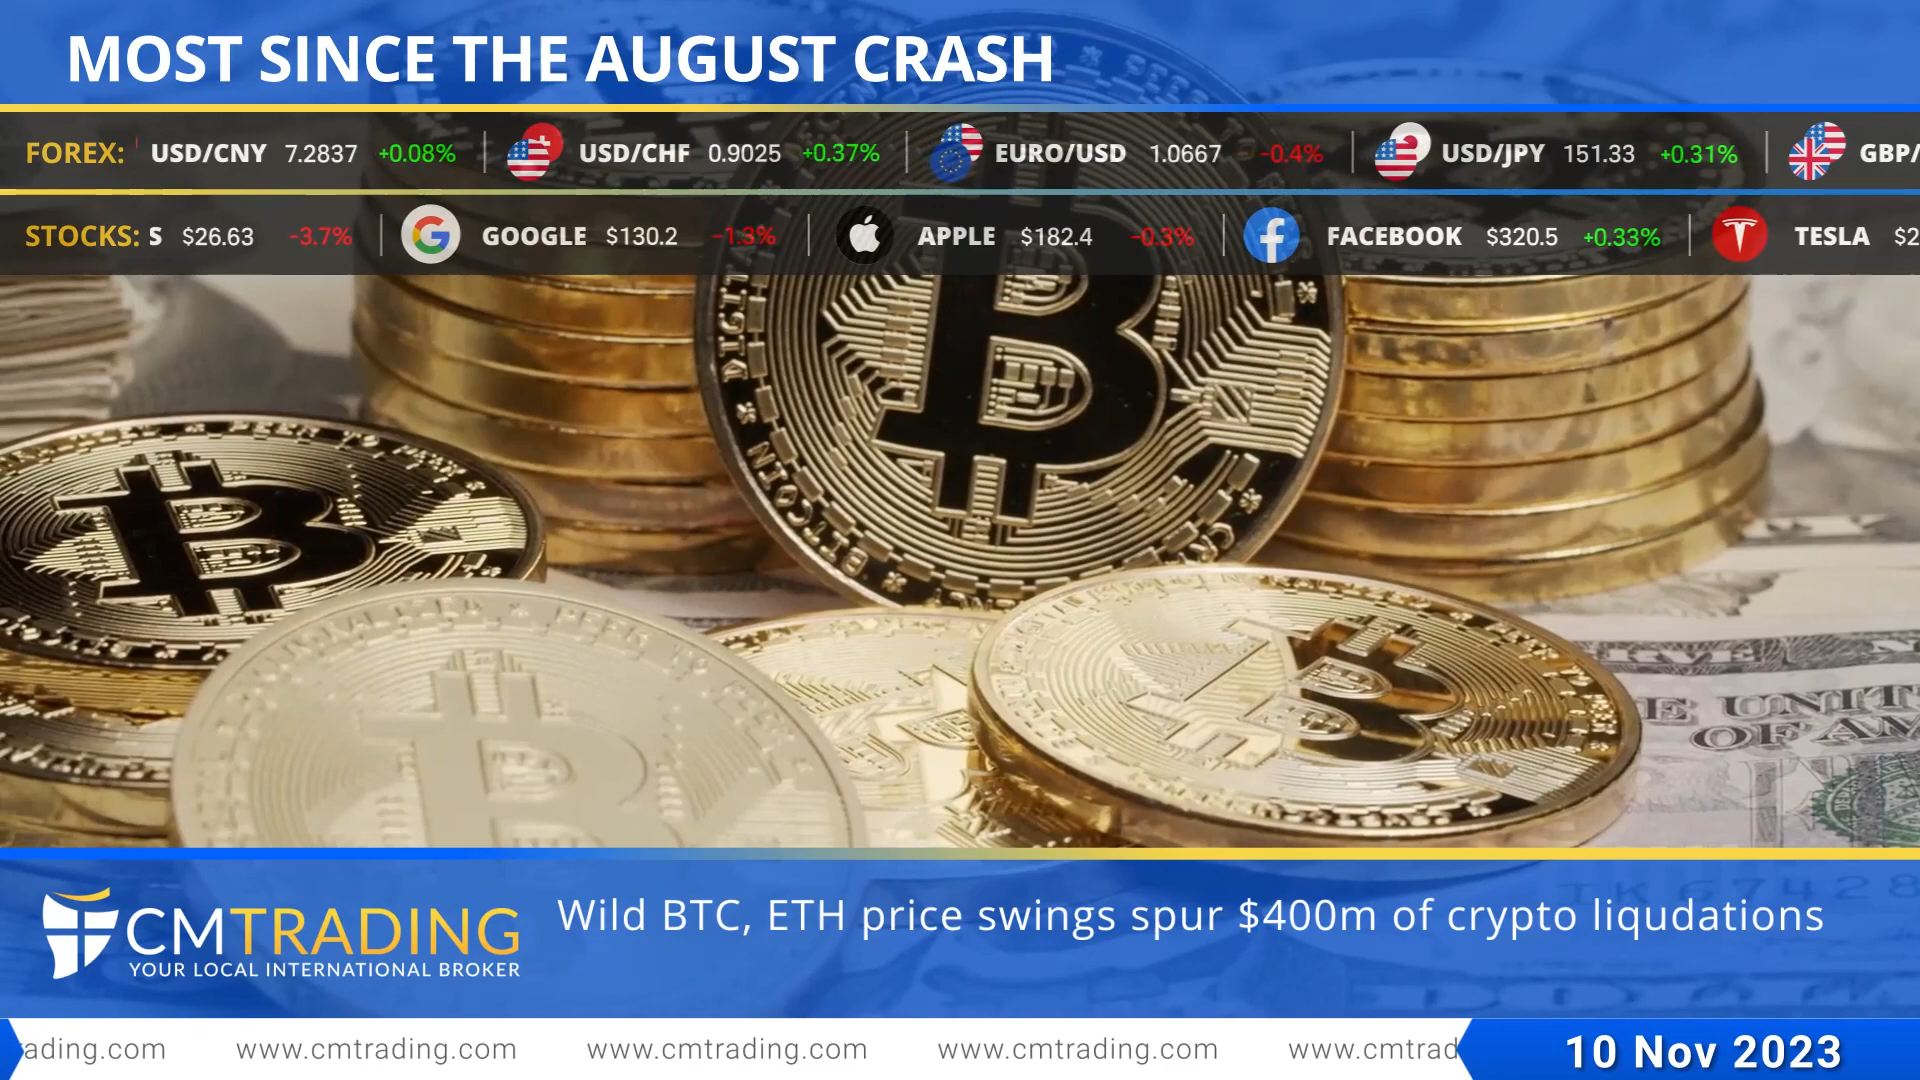 MOST SINCE THE AUGUST CRASH
FOREX: USD/CNY 7.2837 +0.08% USD/CHF 0.9025 +0.37% EURO/USD 1.0667 -0.4% USD/JPY 151.33 +0.31% GBP/
STOCKS: S $26.63 -3.7% GOOGLE $130.2 -1.3% APPLE $182.4 -0.3% FACEBOOK $320.5 +0.33% TESLA $2
BITCOIN
E UNIT
OF AM
CMTRADING
YOUR LOCAL INTERNATIONAL BROKER
Wild BTC, ETH price swings spur $400m of crypto liqudations
ading.com www.cmtrading.com www.cmtrading.com www.cmtrading.com www.cmtrad
10 Nov 2023